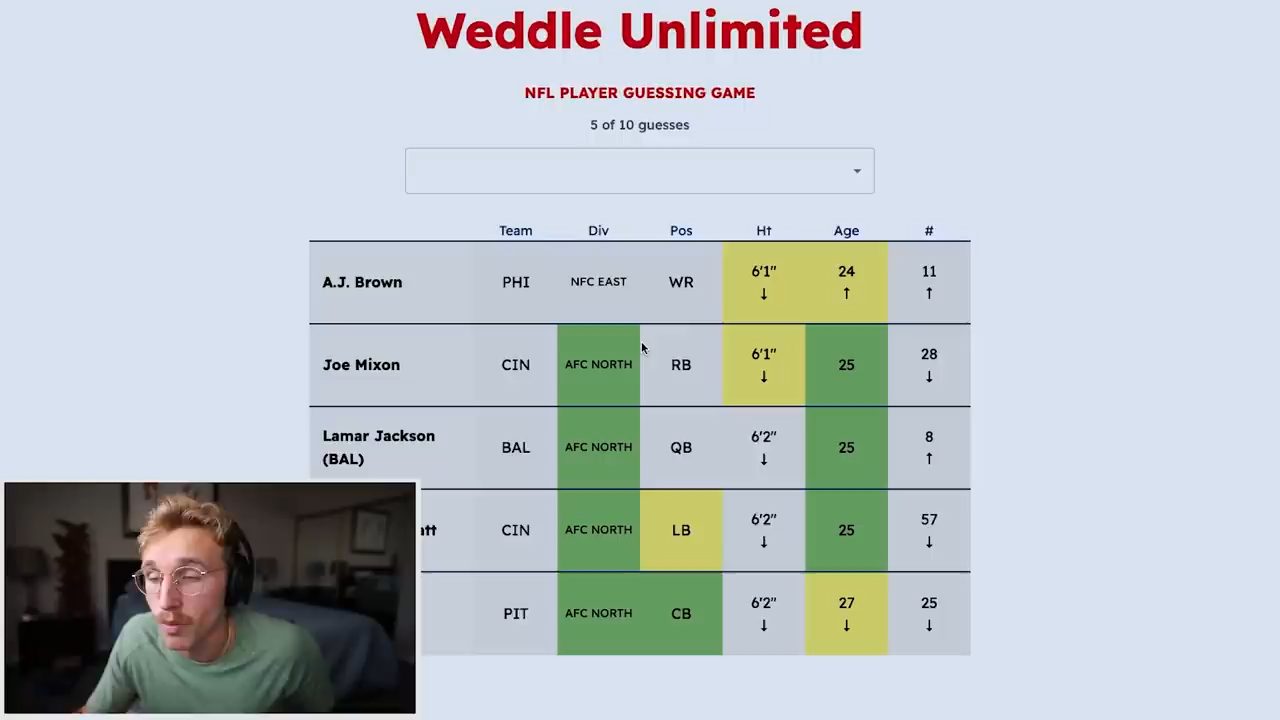 Weddle Unlimited
NFL PLAYER GUESSING GAME
5 of 10 guesses
Team Div Pos Ht Age #
A.J. Brown PHI NFC EAST WR 6'1" ↓ 24 ↑ 11 ↑
Joe Mixon CIN AFC NORTH RB 6'1" ↓ 25 28 ↓
Lamar Jackson (BAL) BAL AFC NORTH QB 6'2" ↓ 25 8 ↑
CIN AFC NORTH LB 6'2" ↓ 25 57 ↓
PIT AFC NORTH CB 6'2" ↓ 27 ↓ 25 ↓